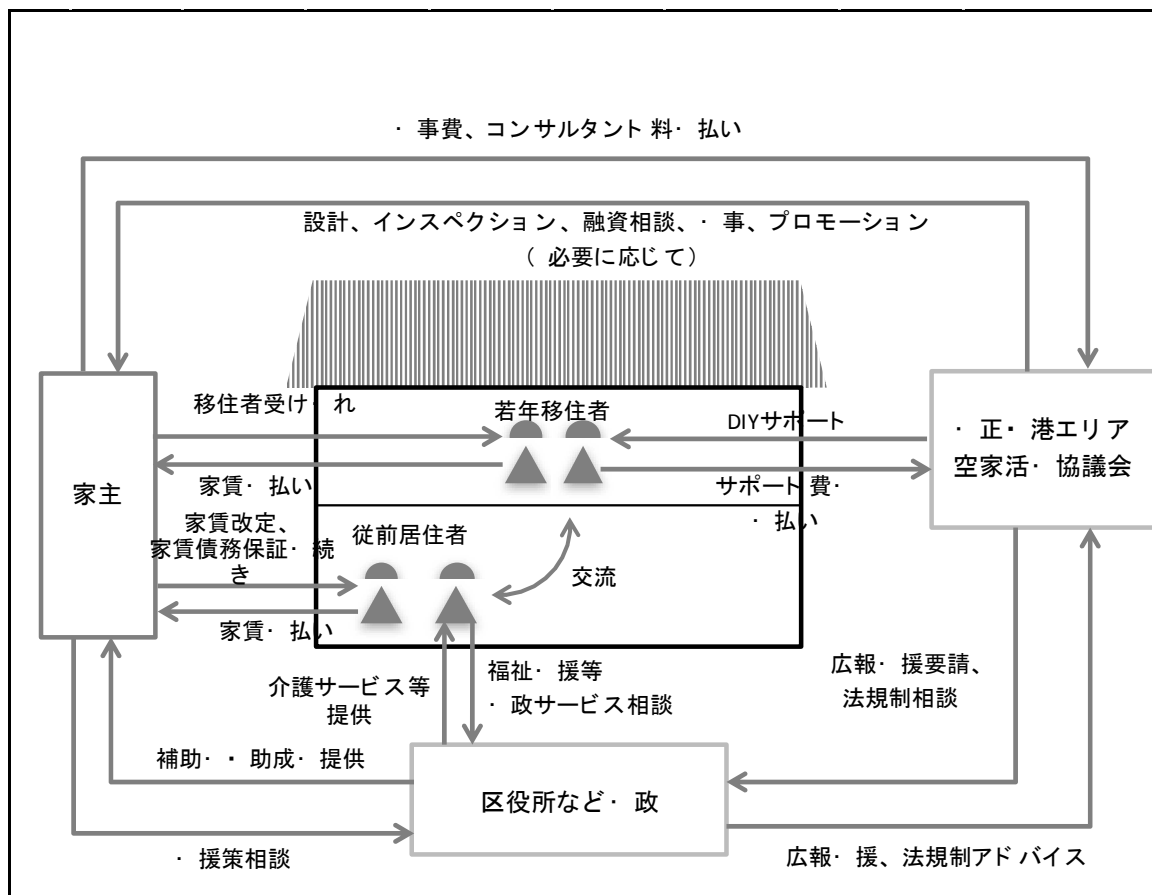 ・ 事費、コンサルタント 料・ 払い
設計、インスペクション、融資相談、・ 事、プロモーション
( 必要に応じて)
移住者受け・ れ
若年移住者
DIYサポート
・ 正・ 港エリア
空家活・ 協議会
家主
家賃・ 払い
サポート 費・
・ 払い
家賃改定、
家賃債務保証・ 続
き
従前居住者
交流
家賃・ 払い
介護サービス等
提供
福祉・ 援等
・ 政サービス相談
広報・ 援要請、
法規制相談
補助・ ・ 助成・ 提供
区役所など・ 政
・ 援策相談
広報・ 援、法規制アド バイス